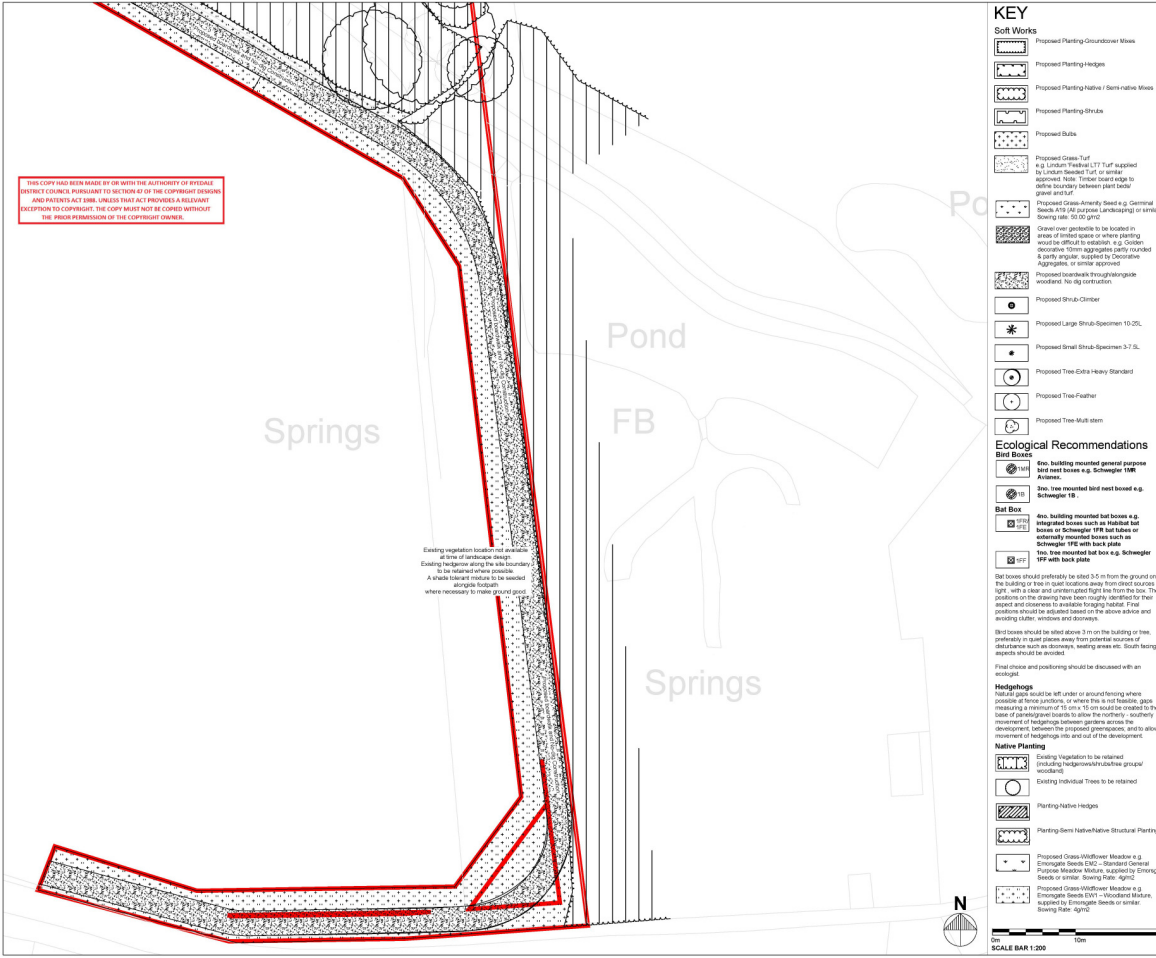 THIS COPY HAD BEEN MADE BY OR WITH THE AUTHORITY OF RYEDALE
DISTRICT COUNCIL PURSUANT TO SECTION 47 OF THE COPYRIGHT DESIGNS
AND PATENTS ACT 1988. UNLESS THAT ACT PROVIDES A RELEVANT
EXCEPTION TO COPYRIGHT. THE COPY MUST NOT BE COPIED WITHOUT
THE PRIOR PERMISSION OF THE COPYRIGHT OWNER.
Po
Pond
Springs
FB
Existing vegetation location not available
at time of landscape design.
Existing hedgerow along the site boundary
to be retained where possible.
A shade tolerant mixture to be seeded
alongide footpath
where necessary to make ground good.
Springs
N
KEY
Soft Works
Proposed Planting-Groundcover Mixes
Proposed Planting-Hedges
Proposed Planting-Native / Semi-native Mixes
Proposed Planting-Shrubs
Proposed Bulbs
Proposed Grass-Turf
e.g. Lindum 'Festival LT7 Turf' supplied
by Lindum Seeded Turf, or similar
approved. Note: Timber board edge to
define boundary between plant beds/
gravel and turf.
Proposed Grass-Amenity Seed e.g. Germinal
Seeds A19 (All purpose Landscaping) or simila
Sowing rate: 50.00 g/m2
Gravel over geotextile to be located in
areas of limited space or where planting
woud be difficult to establish. e.g. Golden
decorative 10mm aggregates partly rounded
& partly angular, supplied by Decorative
Aggregates, or similar approved
Proposed boardwalk through/alongside
woodland. No dig contruction.
Proposed Shrub-Climber
Proposed Large Shrub-Specimen 10-25L
Proposed Small Shrub-Specimen 3-7.5L
Proposed Tree-Extra Heavy Standard
Proposed Tree-Feather
Proposed Tree-Multi stem
Ecological Recommendations
Bird Boxes
1MR
6no. building mounted general purpose
bird nest boxes e.g. Schwegler 1MR
Avianex.
1B
3no. tree mounted bird nest boxed e.g.
Schwegler 1B .
Bat Box
1FR/
1FE
4no. building mounted bat boxes e.g.
integrated boxes such as Habibat bat
boxes or Schwegler 1FR bat tubes or
externally mounted boxes such as
Schwegler 1FE with back plate
1FF
1no. tree mounted bat box e.g. Schwegler
1FF with back plate
Bat boxes should preferably be sited 3-5 m from the ground on
the building or tree in quiet locations away from direct sources
light , with a clear and uninterrupted flight line from the box. The
positions on the drawing have been roughly identified for their
aspect and closeness to available foraging habitat. Final
positions should be adjusted based on the above advice and
avoiding clutter, windows and doorways.
Bird boxes should be sited above 3 m on the building or tree,
preferably in quiet places away from potential sources of
disturbance such as doorways, seating areas etc. South facing
aspects should be avoided.
Final choice and positioning should be discussed with an
ecologist.
Hedgehogs
Natural gaps sould be left under or around fencing where
possible at fence junctions, or where this is not feasible, gaps
measuring a minimum of 15 cm x 15 cm sould be created to the
base of panels/gravel boards to allow the northerly - southerly
movement of hedgehogs between gardens across the
development, between the proposed greenspaces; and to allow
movement of hedgehogs into and out of the development.
Native Planting
Existing Vegetation to be retained
(including hedgerows/shrubs/tree groups/
woodland)
Existing Individual Trees to be retained
Planting-Native Hedges
Planting-Semi Native/Native Structural Planting
Proposed Grass-Wildflower Meadow e.g.
Emorsgate Seeds EM2 – Standard General
Purpose Meadow Mixture, supplied by Emorsg
Seeds or similar. Sowing Rate: 4g/m2
Proposed Grass-Wildflower Meadow e.g.
Emorsgate Seeds EW1 – Woodland Mixture,
supplied by Emorsgate Seeds or similar.
Sowing Rate: 4g/m2
0m 10m
SCALE BAR 1:200